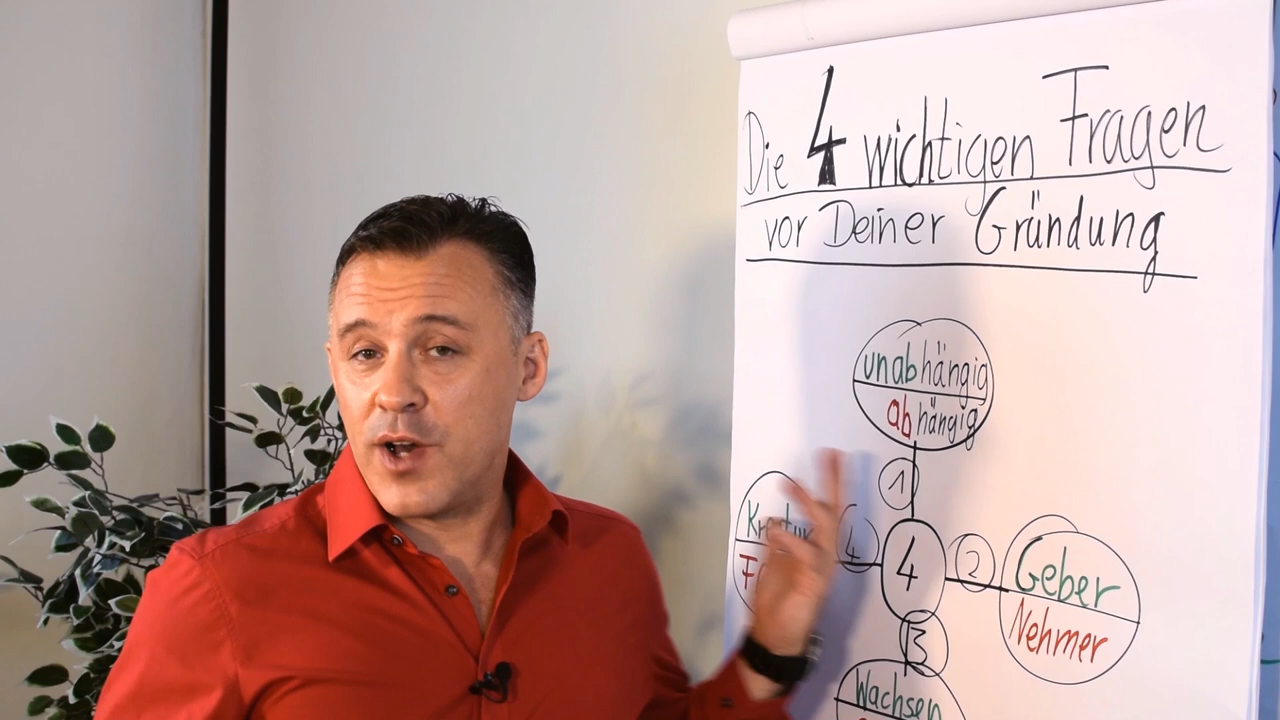 Die 4 wichtigen Fragen
vor Deiner Gründung
unabhängig
abhängig
1
4
4
2
Geber
Nehmer
3
Wachsen